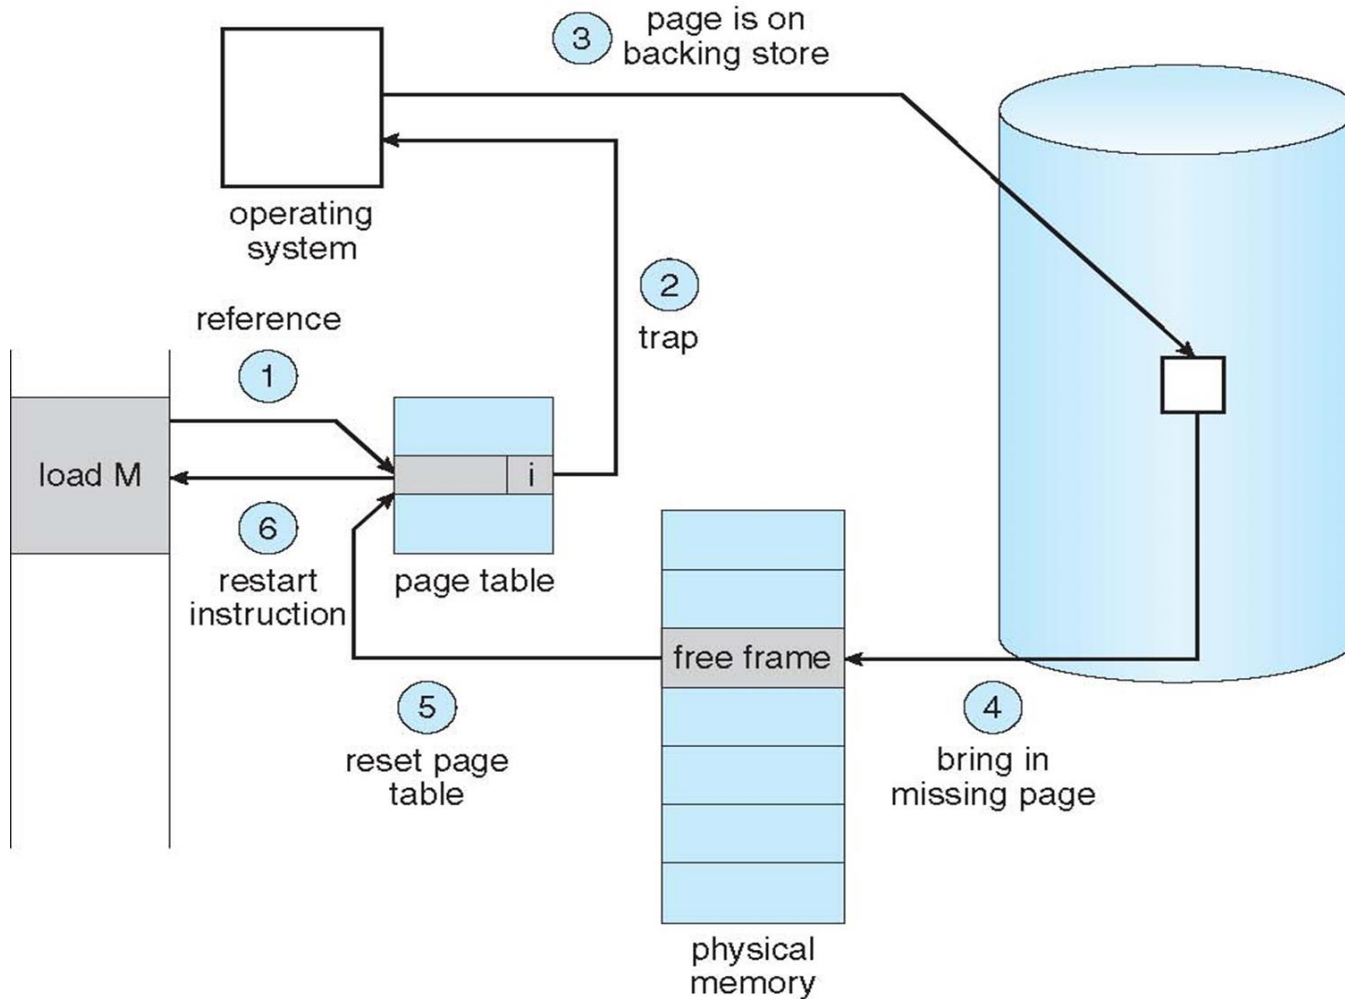 3
page is on
backing store
operating
system
2
trap
reference
1
load M
i
6
restart
instruction
page table
free frame
5
reset page
table
4
bring in
missing page
physical
memory